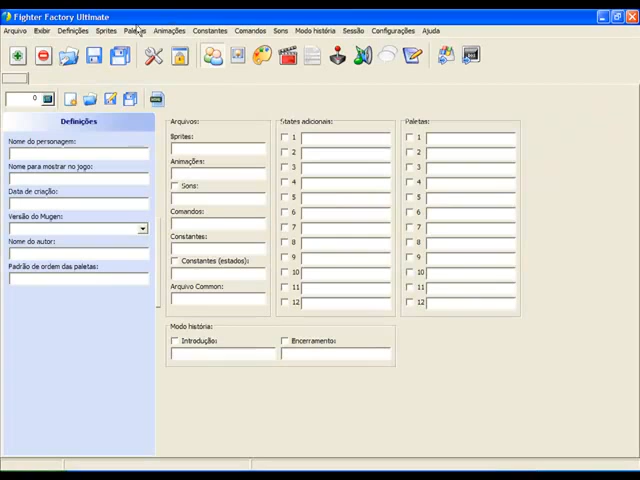 Fighter Factory Ultimate
Arquivo Exibir Definições Sprites Paletas Animações Constantes Comandos Sons Modo história Sessão Configurações Ajuda
0
Definições
Nome do personagem:
Nome para mostrar no jogo:
Data de criação:
Versão do Mugen:
Nome do autor:
Padrão de ordem das paletas:
Arquivos:
Sprites:
Animações:
Sons:
Comandos:
Constantes:
Constantes (estados):
Arquivo Common:
States adicionais:
1
2
3
4
5
6
7
8
9
10
11
12
Paletas:
1
2
3
4
5
6
7
8
9
10
11
12
Modo história:
Introdução:
Encerramento: